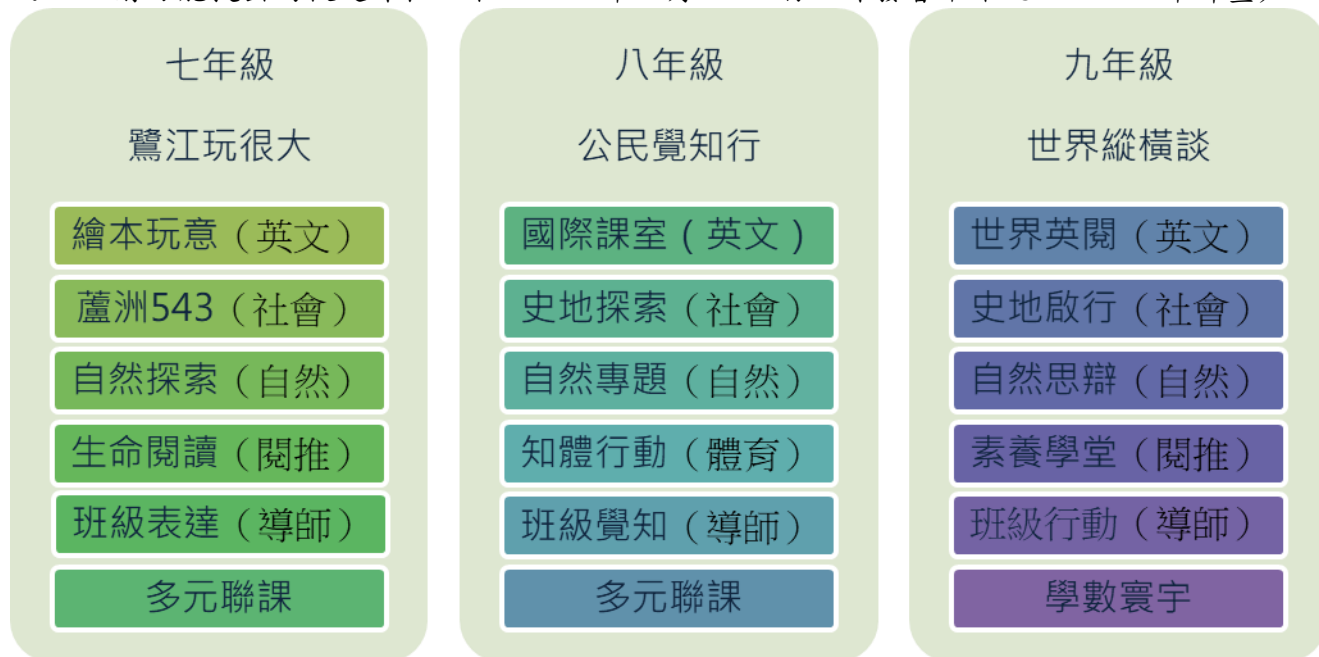 七年級
鷺江玩很大
繪本玩意（英文）
蘆洲543（社會）
自然探索（自然）
生命閱讀（閱推）
班級表達（導師）
多元聯課
八年級
公民覺知行
國際課室（英文）
史地探索（社會）
自然專題（自然）
知體行動（體育）
班級覺知（導師）
多元聯課
九年級
世界縱橫談
世界英閱（英文）
史地啟行（社會）
自然思辯（自然）
素養學堂（閱推）
班級行動（導師）
學數寰宇